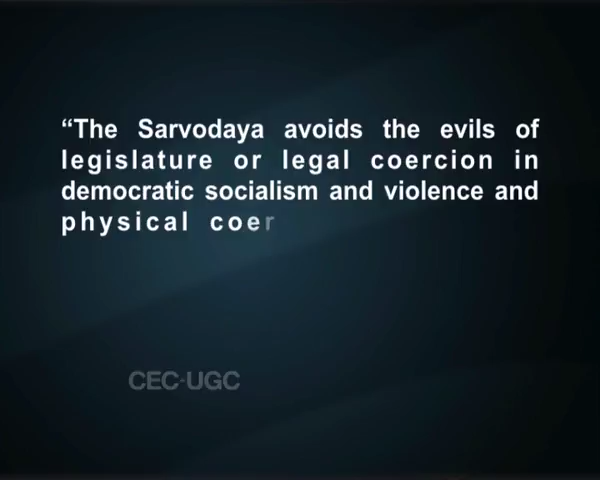 “The Sarvodaya avoids the evils of
legislature or legal coercion in
democratic socialism and violence and
physical coer
CEC-UGC